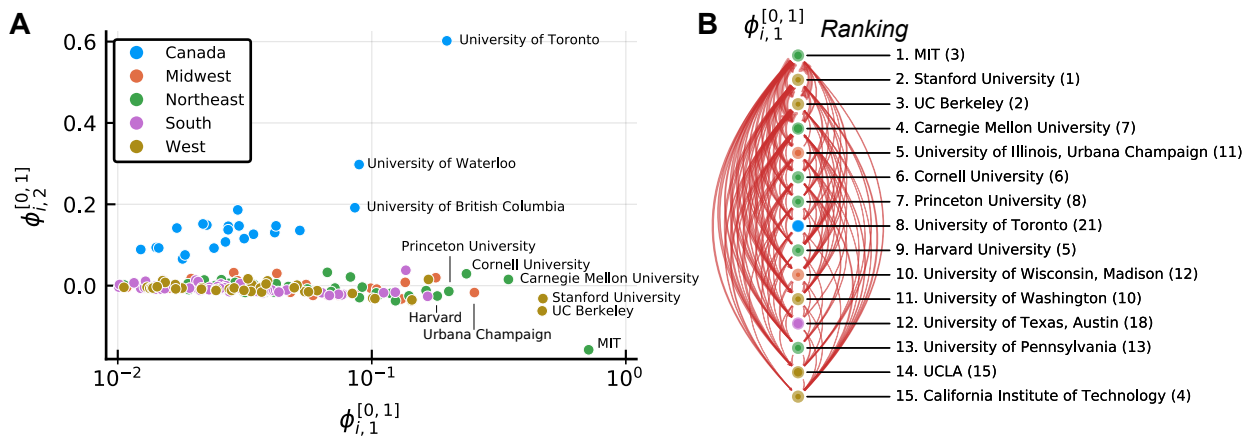 A
0.6
0.4
0.2
0.0
ϕ_{i,2}^{[0,1]}
Canada
Midwest
Northeast
South
West
University of Toronto
University of Waterloo
University of British Columbia
Princeton University
Cornell University
Carnegie Mellon University
Stanford University
UC Berkeley
Harvard
Urbana Champaign
MIT
10^{-2}
10^{-1}
10^{0}
ϕ_{i,1}^{[0,1]}
B
ϕ_{i,1}^{[0,1]} Ranking
1. MIT (3)
2. Stanford University (1)
3. UC Berkeley (2)
4. Carnegie Mellon University (7)
5. University of Illinois, Urbana Champaign (11)
6. Cornell University (6)
7. Princeton University (8)
8. University of Toronto (21)
9. Harvard University (5)
10. University of Wisconsin, Madison (12)
11. University of Washington (10)
12. University of Texas, Austin (18)
13. University of Pennsylvania (13)
14. UCLA (15)
15. California Institute of Technology (4)